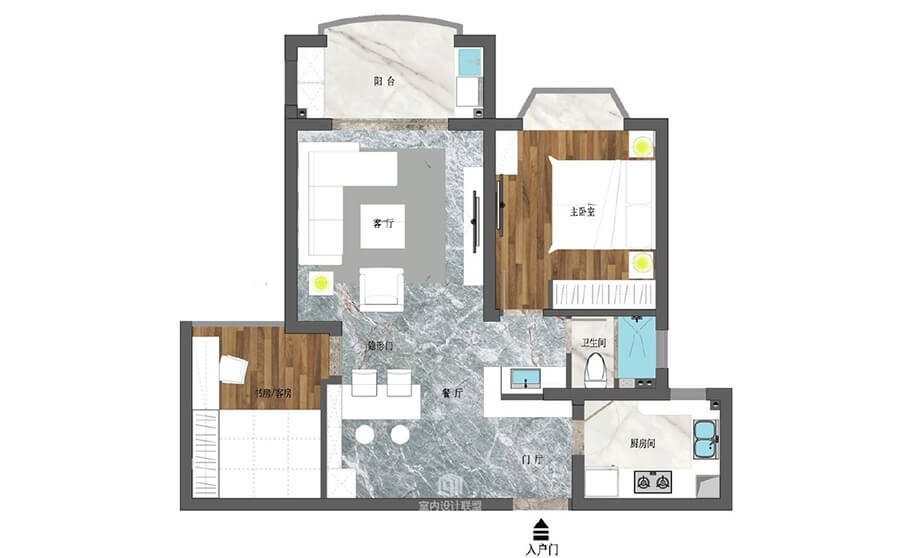 阳台
客厅
主卧室
卫生间
隐形门
书房/客房
餐厅
厨房间
门厅
室内设计联盟
入户门